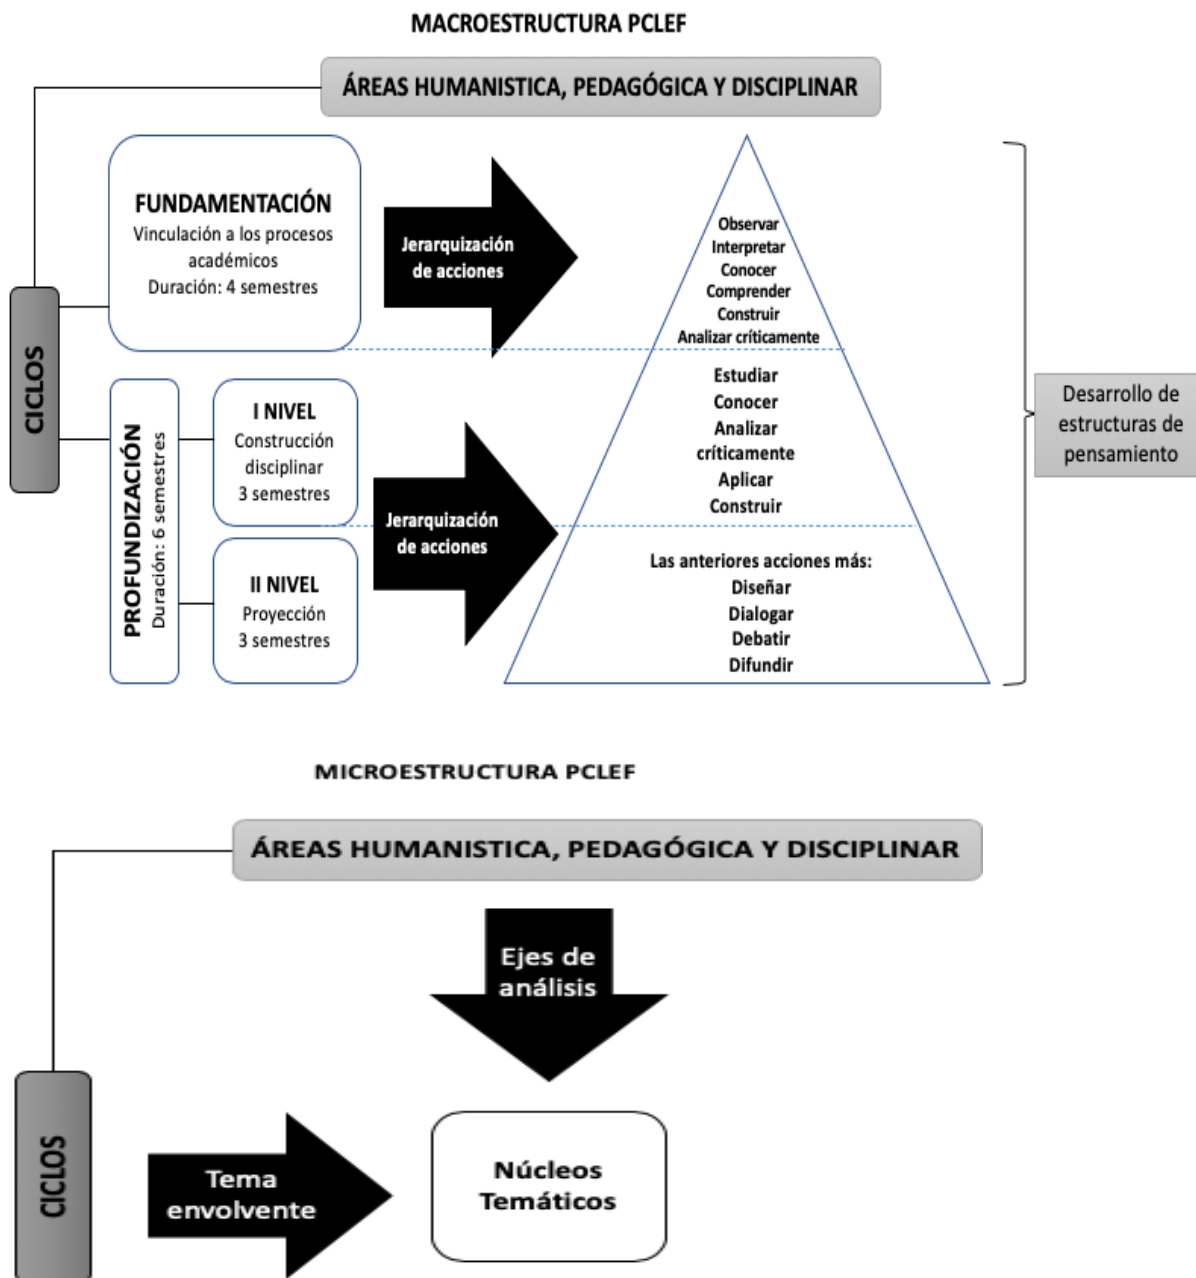 MACROESTRUCTURA PCLEF
ÁREAS HUMANISTICA, PEDAGÓGICA Y DISCIPLINAR
CICLOS
FUNDAMENTACIÓN
Vinculación a los procesos
académicos
Duración: 4 semestres
Jerarquización
de acciones
Observar
Interpretar
Conocer
Comprender
Construir
Analizar críticamente
PROFUNDIZACIÓN
Duración: 6 semestres
I NIVEL
Construcción
disciplinar
3 semestres
II NIVEL
Proyección
3 semestres
Jerarquización
de acciones
Estudiar
Conocer
Analizar
críticamente
Aplicar
Construir
Las anteriores acciones más:
Diseñar
Dialogar
Debatir
Difundir
Desarrollo de
estructuras de
pensamiento
MICROESTRUCTURA PCLEF
ÁREAS HUMANISTICA, PEDAGÓGICA Y DISCIPLINAR
Ejes de
análisis
CICLOS
Tema
envolvente
Núcleos
Temáticos